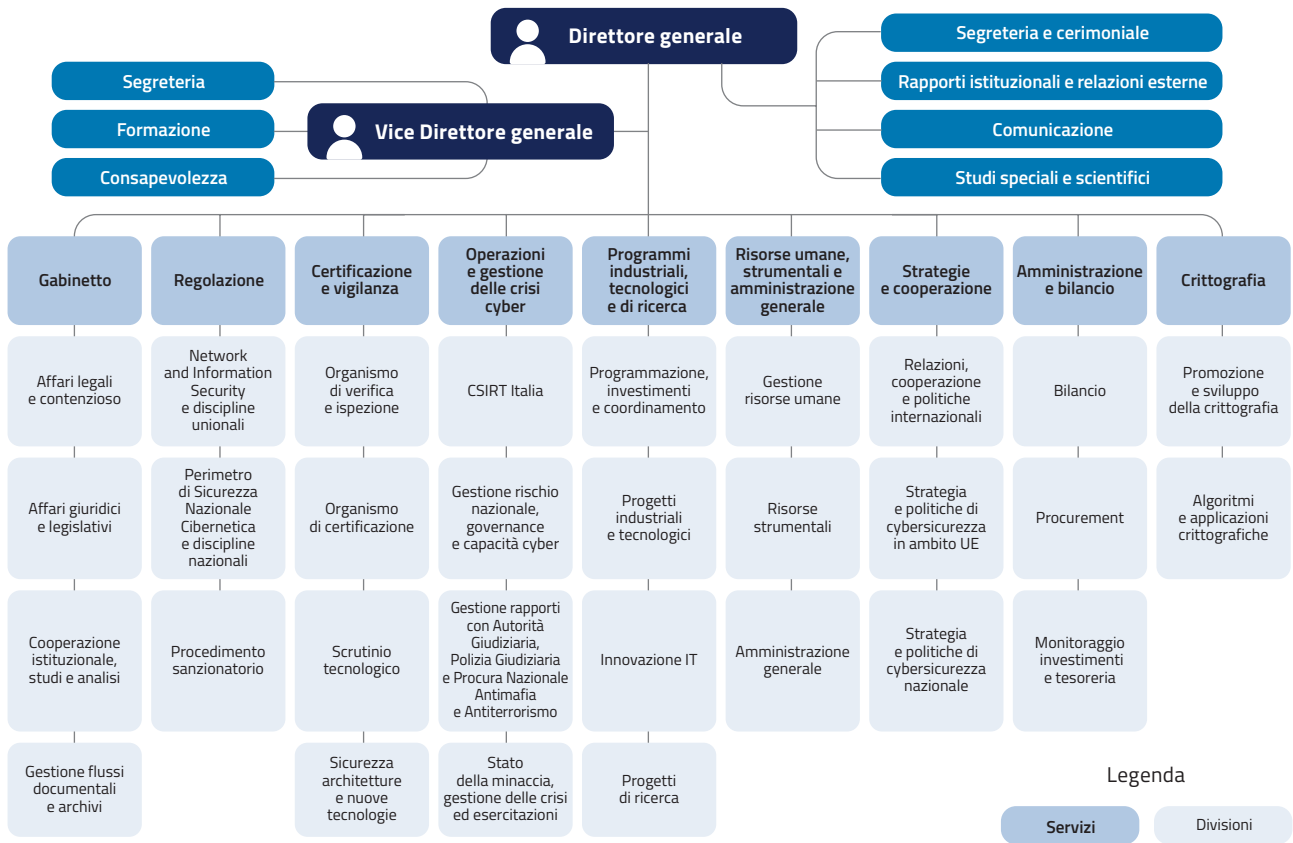 Direttore generale
Segreteria e cerimoniale
Rapporti istituzionali e relazioni esterne
Comunicazione
Studi speciali e scientifici
Segreteria
Formazione
Consapevolezza
Vice Direttore generale
Gabinetto
Affari legali
e contenzioso
Affari giuridici
e legislativi
Cooperazione
istituzionale,
studi e analisi
Gestione flussi
documentali
e archivi
Regolazione
Network
and Information
Security
e discipline
unionali
Perimetro
di Sicurezza
Nazionale
Cibernetica
e discipline
nazionali
Procedimento
sanzionatorio
Certificazione
e vigilanza
Organismo
di verifica
e ispezione
Organismo
di certificazione
Scrutinio
tecnologico
Sicurezza
architetture
e nuove
tecnologie
Operazioni
e gestione
delle crisi
cyber
CSIRT Italia
Gestione rischio
nazionale,
governance
e capacità cyber
Gestione rapporti
con Autorità
Giudiziaria,
Polizia Giudiziaria
e Procura Nazionale
Antimafia
e Antiterrorismo
Stato
della minaccia,
gestione delle crisi
ed esercitazioni
Programmi
industriali,
tecnologici
e di ricerca
Programmazione,
investimenti
e coordinamento
Progetti
industriali
e tecnologici
Innovazione IT
Progetti
di ricerca
Risorse umane,
strumentali e
amministrazione
generale
Gestione
risorse umane
Risorse
strumentali
Amministrazione
generale
Strategie
e cooperazione
Relazioni,
cooperazione
e politiche
internazionali
Strategia
e politiche di
cybersicurezza
in ambito UE
Strategia
e politiche di
cybersicurezza
nazionale
Amministrazione
e bilancio
Bilancio
Procurement
Monitoraggio
investimenti
e tesoreria
Crittografia
Promozione
e sviluppo
della crittografia
Algoritmi
e applicazioni
crittografiche
Legenda
Servizi
Divisioni